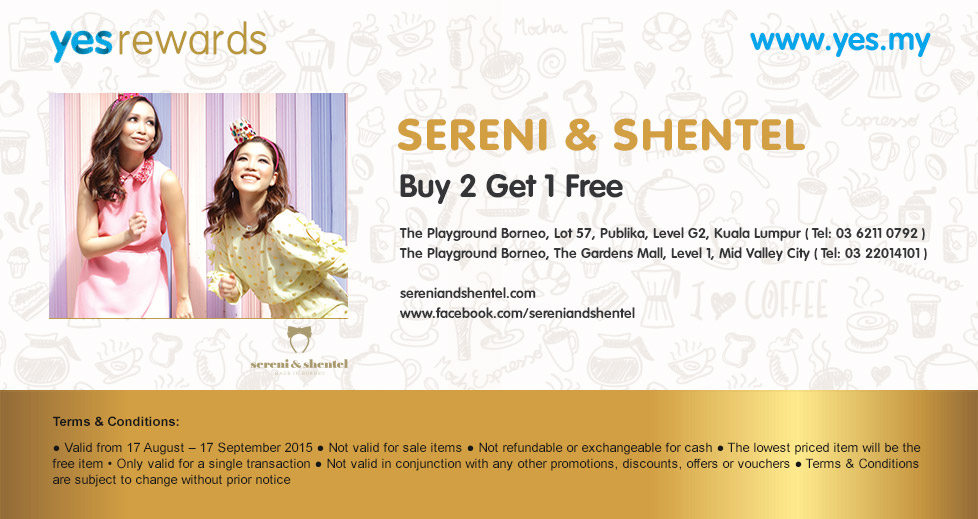 yes rewards
www.yes.my
Mocha
Espresso
SERENI & SHENTEL
Buy 2 Get 1 Free
The Playground Borneo, Lot 57, Publika, Level G2, Kuala Lumpur ( Tel: 03 6211 0792 )
The Playground Borneo, The Gardens Mall, Level 1, Mid Valley City ( Tel: 03 22014101 )
sereniandshentel.com
www.facebook.com/sereniandshentel
I COFFEE
sereni & shentel
Terms & Conditions:
● Valid from 17 August – 17 September 2015 ● Not valid for sale items ● Not refundable or exchangeable for cash ● The lowest priced item will be the
free item • Only valid for a single transaction ● Not valid in conjunction with any other promotions, discounts, offers or vouchers ● Terms & Conditions
are subject to change without prior notice